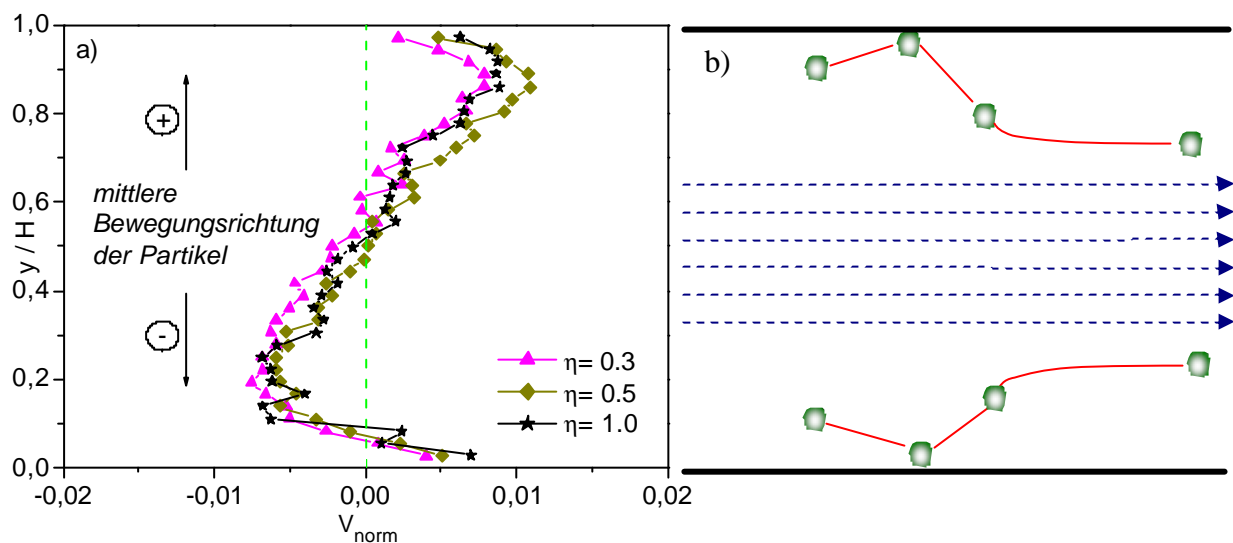 1,0
a)
b)
0,8
+
mittlere
Bewegungsrichtung
der Partikel
0,6
y / H
0,4
-
η= 0.3
0,2
η= 0.5
η= 1.0
0,0
-0,02 -0,01 0,00 0,01 0,02
Vnorm